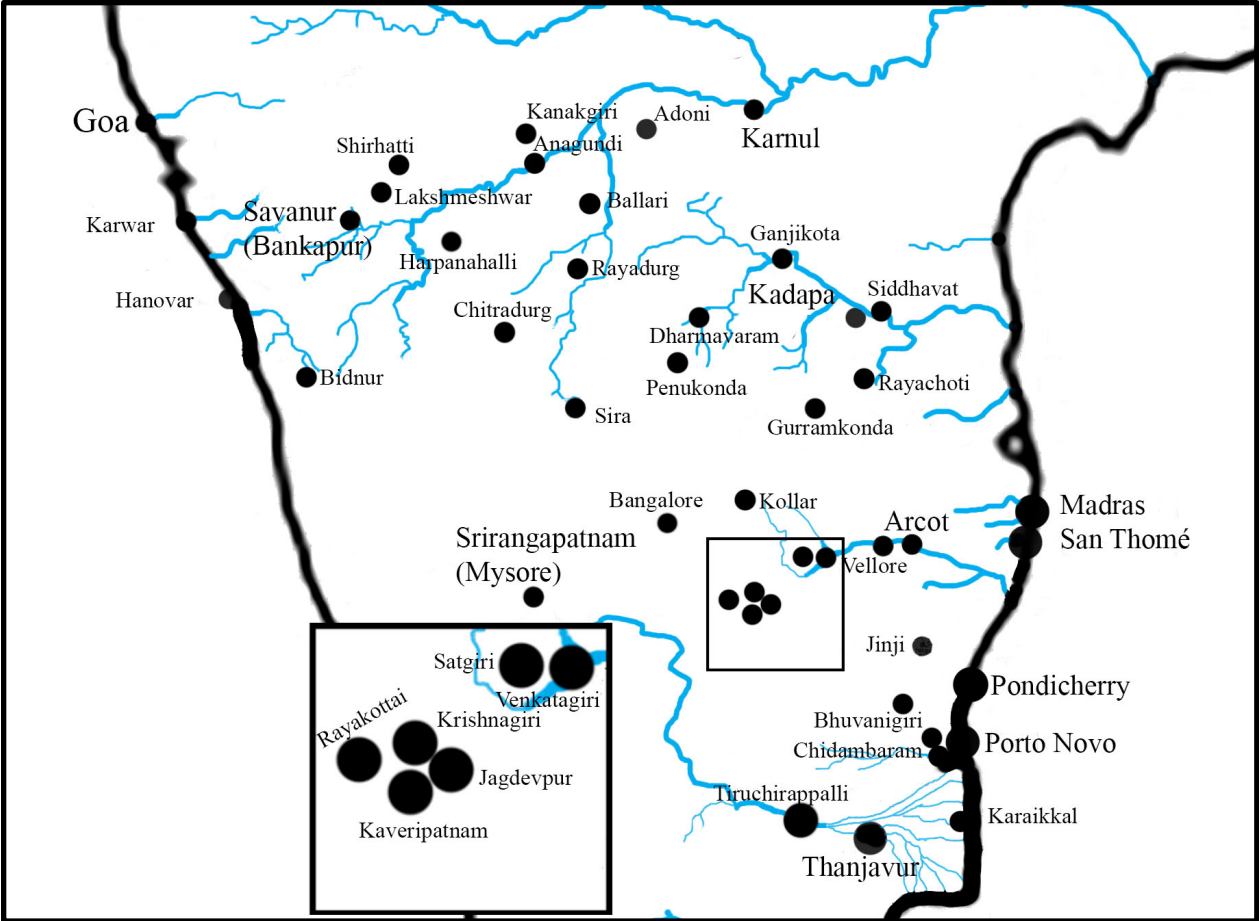 Kanakgiri
Adoni
Goa
Karnul
Shirhatti
Anagundi
Lakshmeshwar
Ballari
Karwar
Savanur
(Bankapur)
Ganjikota
Harpanahalli
Rayadurg
Hanovar
Kadapa
Siddhavat
Chitradurg
Dharmavaram
Bidnur
Penukonda
Rayachoti
Sira
Gurramkonda
Bangalore
Kollar
Madras
Arcot
San Thomé
Srirangapatnam
(Mysore)
Vellore
Jinji
Satgiri
Pondicherry
Venkatagiri
Rayakottai
Krishnagiri
Bhuvanigiri
Porto Novo
Chidambaram
Jagdevpur
Tiruchirappalli
Karaikkal
Kaveripatnam
Thanjavur